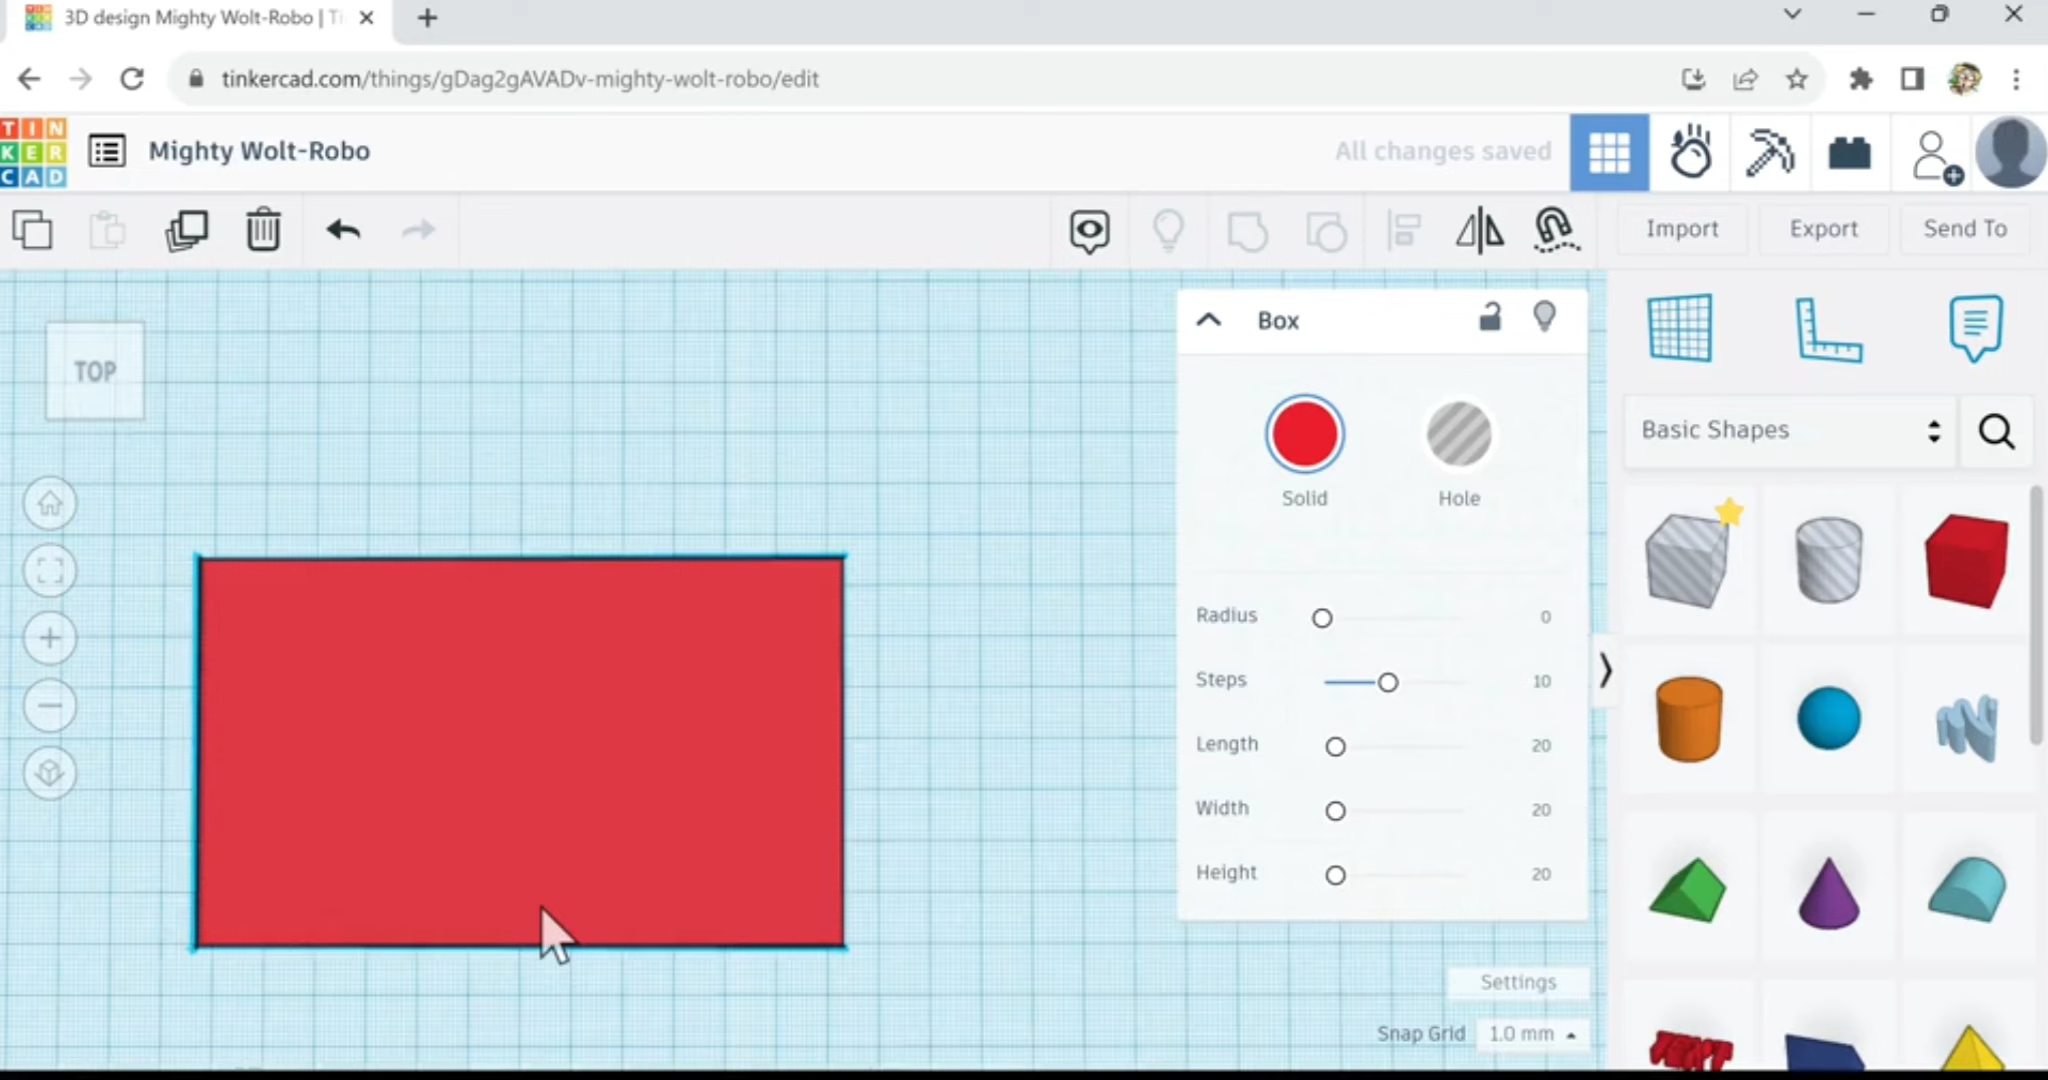 3D design Mighty Wolt-Robo | Ti
tinkercad.com/things/gDag2gAVADv-mighty-wolt-robo/edit
TIN
KER
CAD
Mighty Wolt-Robo
All changes saved
Import
Export
Send To
TOP
Box
Solid
Hole
Radius 0
Steps 10
Length 20
Width 20
Height 20
Basic Shapes
TEXT
Settings
Snap Grid 1.0 mm